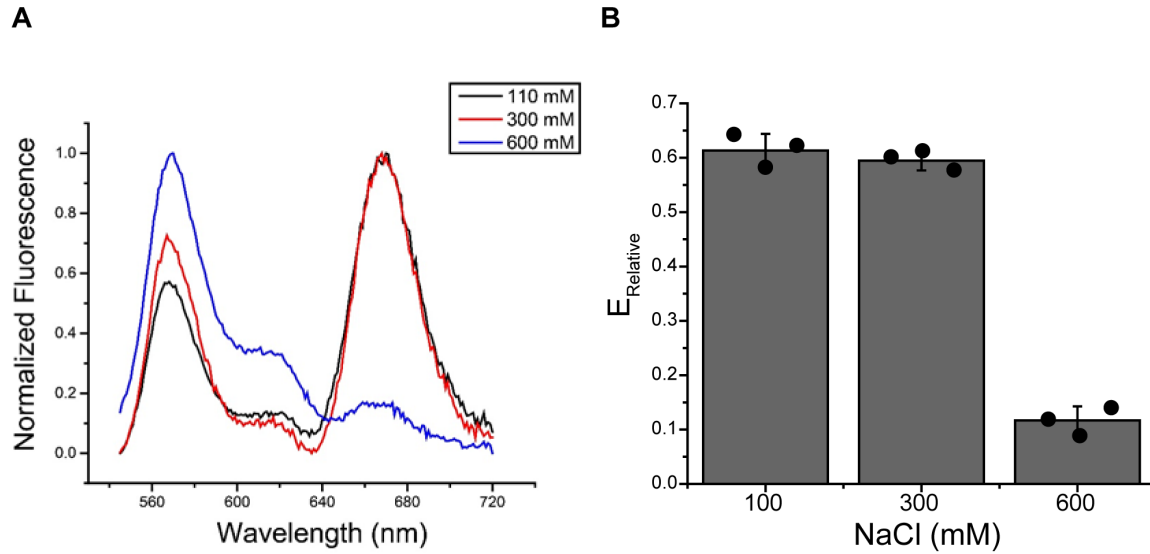 A
110 mM
300 mM
600 mM
Normalized Fluorescence
1.0
0.8
0.6
0.4
0.2
0.0
560
600
640
680
720
Wavelength (nm)
B
E Relative
0.7
0.6
0.5
0.4
0.3
0.2
0.1
0.0
100
300
600
NaCl (mM)